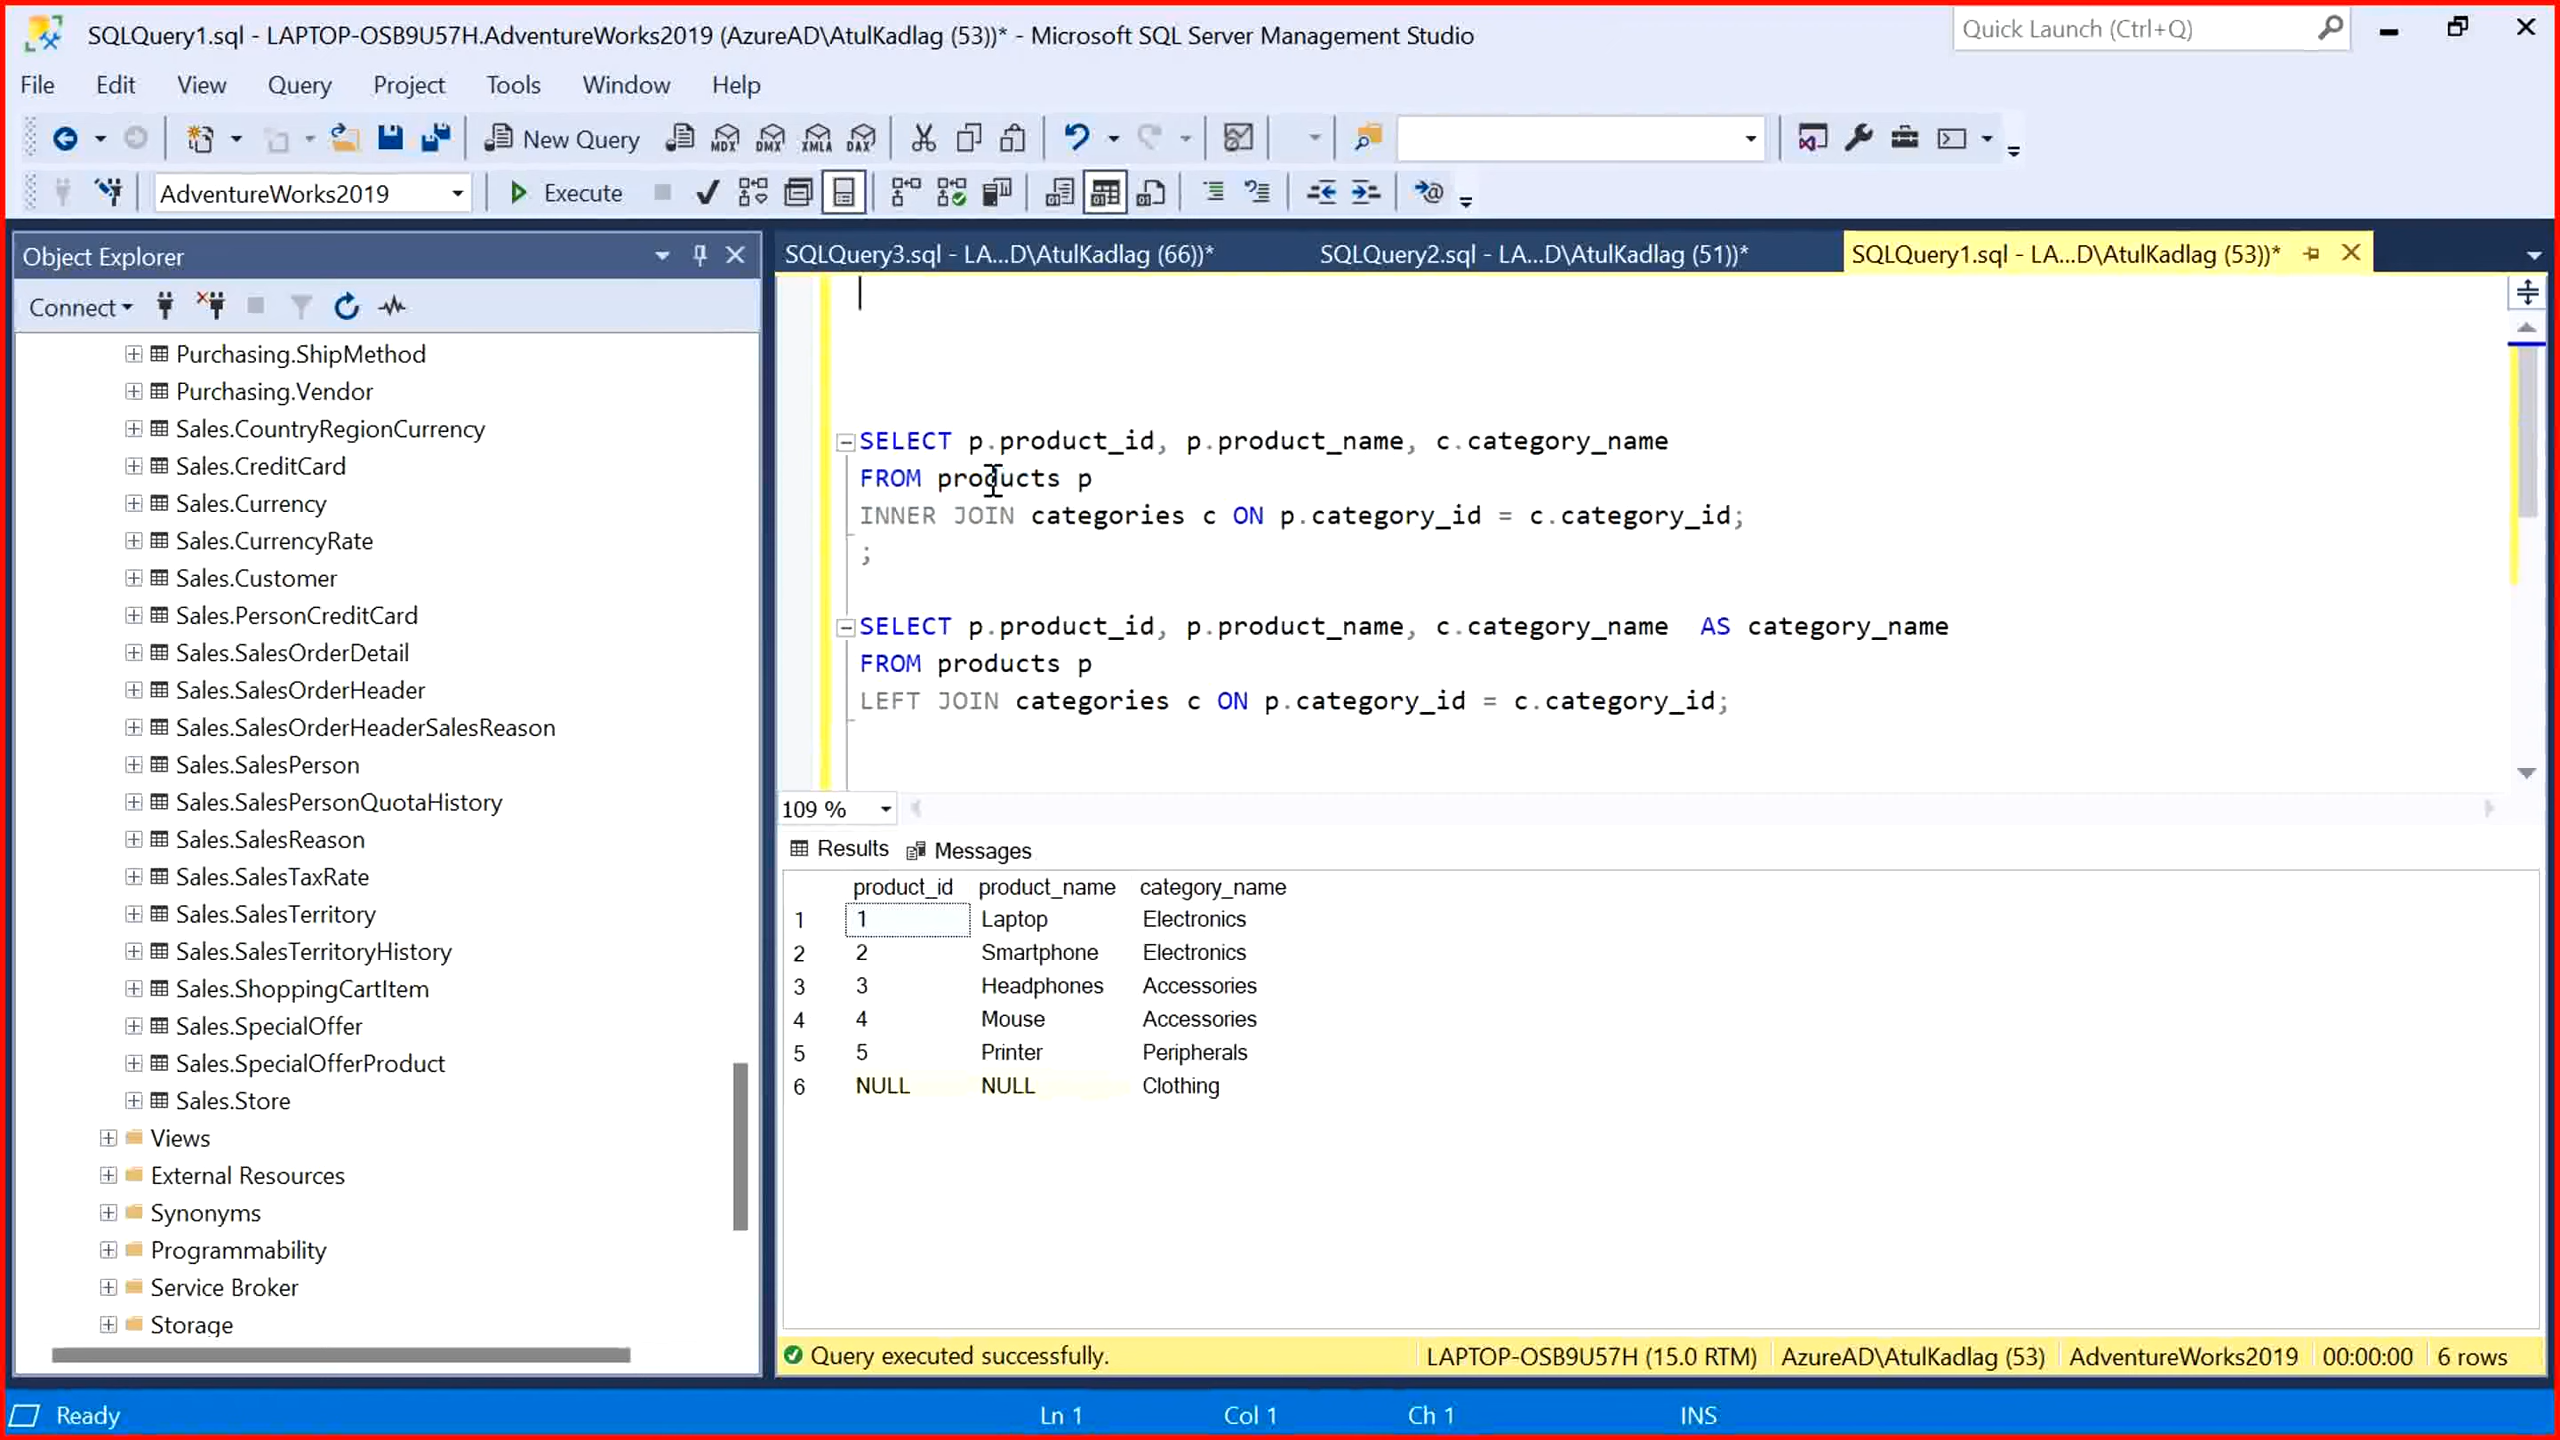 SQLQuery1.sql - LAPTOP-OSB9U57H.AdventureWorks2019 (AzureAD\AtulKadlag (53))* - Microsoft SQL Server Management Studio
Quick Launch (Ctrl+Q)
File Edit View Query Project Tools Window Help
New Query MDX DMX XMLA DAX
AdventureWorks2019 Execute
Object Explorer
SQLQuery3.sql - LA...D\AtulKadlag (66))* SQLQuery2.sql - LA...D\AtulKadlag (51))* SQLQuery1.sql - LA...D\AtulKadlag (53))*
Connect
Purchasing.ShipMethod
Purchasing.Vendor
Sales.CountryRegionCurrency
Sales.CreditCard
Sales.Currency
Sales.CurrencyRate
Sales.Customer
Sales.PersonCreditCard
Sales.SalesOrderDetail
Sales.SalesOrderHeader
Sales.SalesOrderHeaderSalesReason
Sales.SalesPerson
Sales.SalesPersonQuotaHistory
Sales.SalesReason
Sales.SalesTaxRate
Sales.SalesTerritory
Sales.SalesTerritoryHistory
Sales.ShoppingCartItem
Sales.SpecialOffer
Sales.SpecialOfferProduct
Sales.Store
Views
External Resources
Synonyms
Programmability
Service Broker
Storage
SELECT p.product_id, p.product_name, c.category_name
FROM products p
INNER JOIN categories c ON p.category_id = c.category_id;
;
SELECT p.product_id, p.product_name, c.category_name  AS category_name
FROM products p
LEFT JOIN categories c ON p.category_id = c.category_id;
109 %
Results Messages
product_id product_name category_name
1 1 Laptop Electronics
2 2 Smartphone Electronics
3 3 Headphones Accessories
4 4 Mouse Accessories
5 5 Printer Peripherals
6 NULL NULL Clothing
Query executed successfully. LAPTOP-OSB9U57H (15.0 RTM) AzureAD\AtulKadlag (53) AdventureWorks2019 00:00:00 6 rows
Ready Ln 1 Col 1 Ch 1 INS